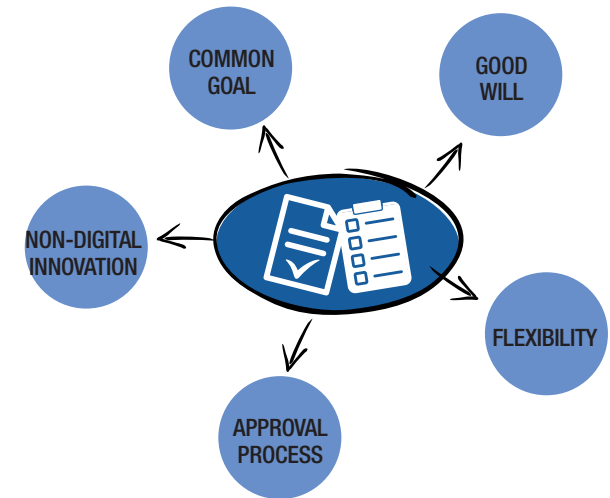 COMMON
GOAL
GOOD
WILL
NON-DIGITAL
INNOVATION
FLEXIBILITY
APPROVAL
PROCESS